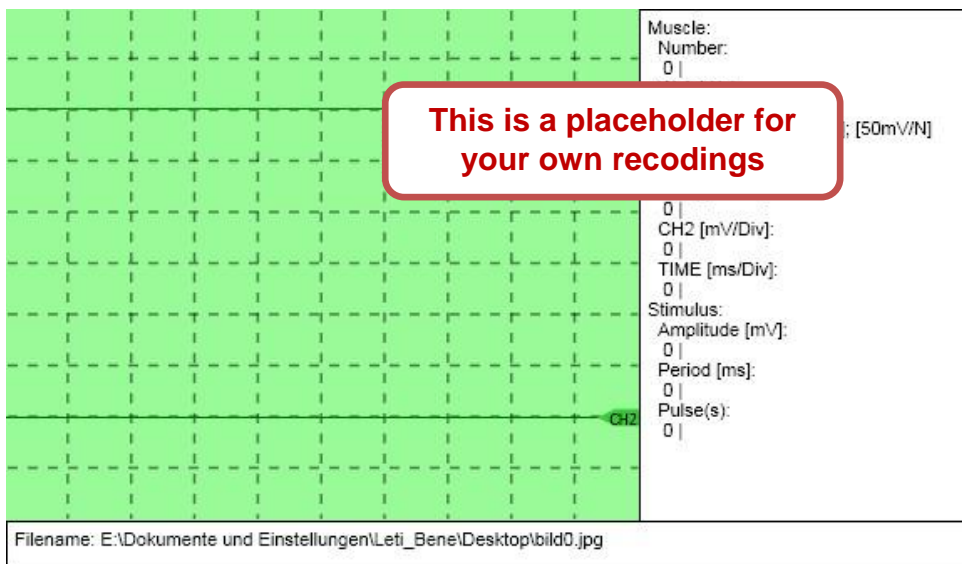 Muscle:
Number:
0 |
This is a placeholder for
your own recodings
]; [50mV/N]
0 |
CH2 [mV/Div]:
0 |
TIME [ms/Div]:
0 |
Stimulus:
Amplitude [mV]:
0 |
Period [ms]:
0 |
Pulse(s):
0 |
CH2
Filename: E:\Dokumente und Einstellungen\Leti_Bene\Desktop\bild0.jpg